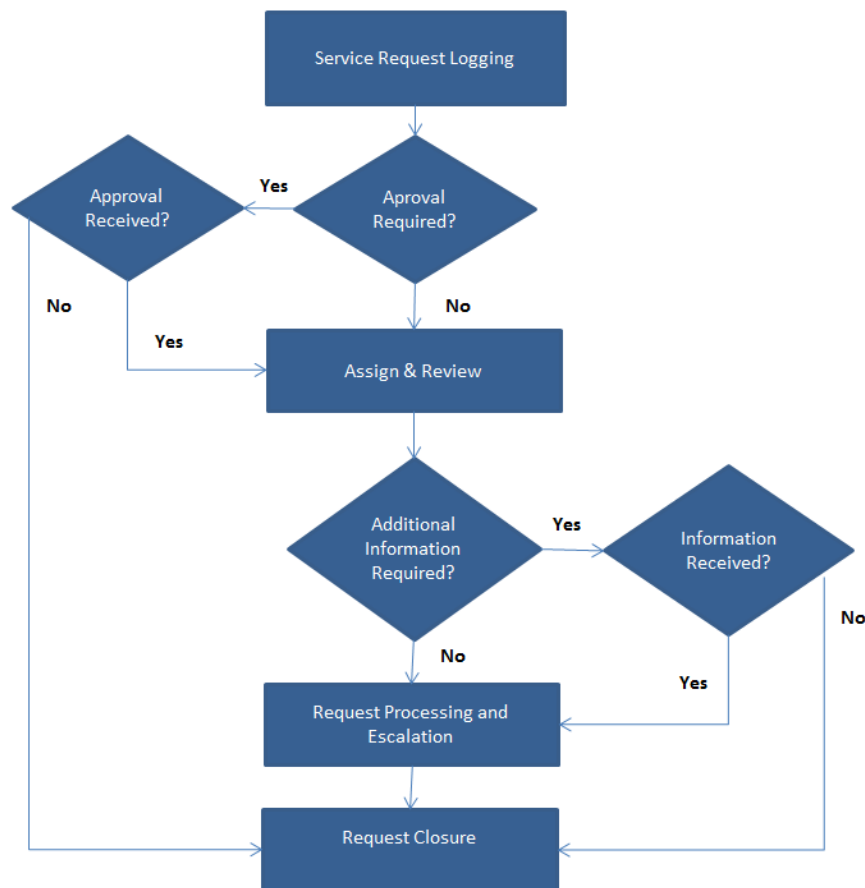 Service Request Logging
Approval
Received?
Yes
Aproval
Required?
No
Yes
No
Assign & Review
Additional
Information
Required?
Yes
Information
Received?
No
No
Yes
Request Processing and
Escalation
Request Closure